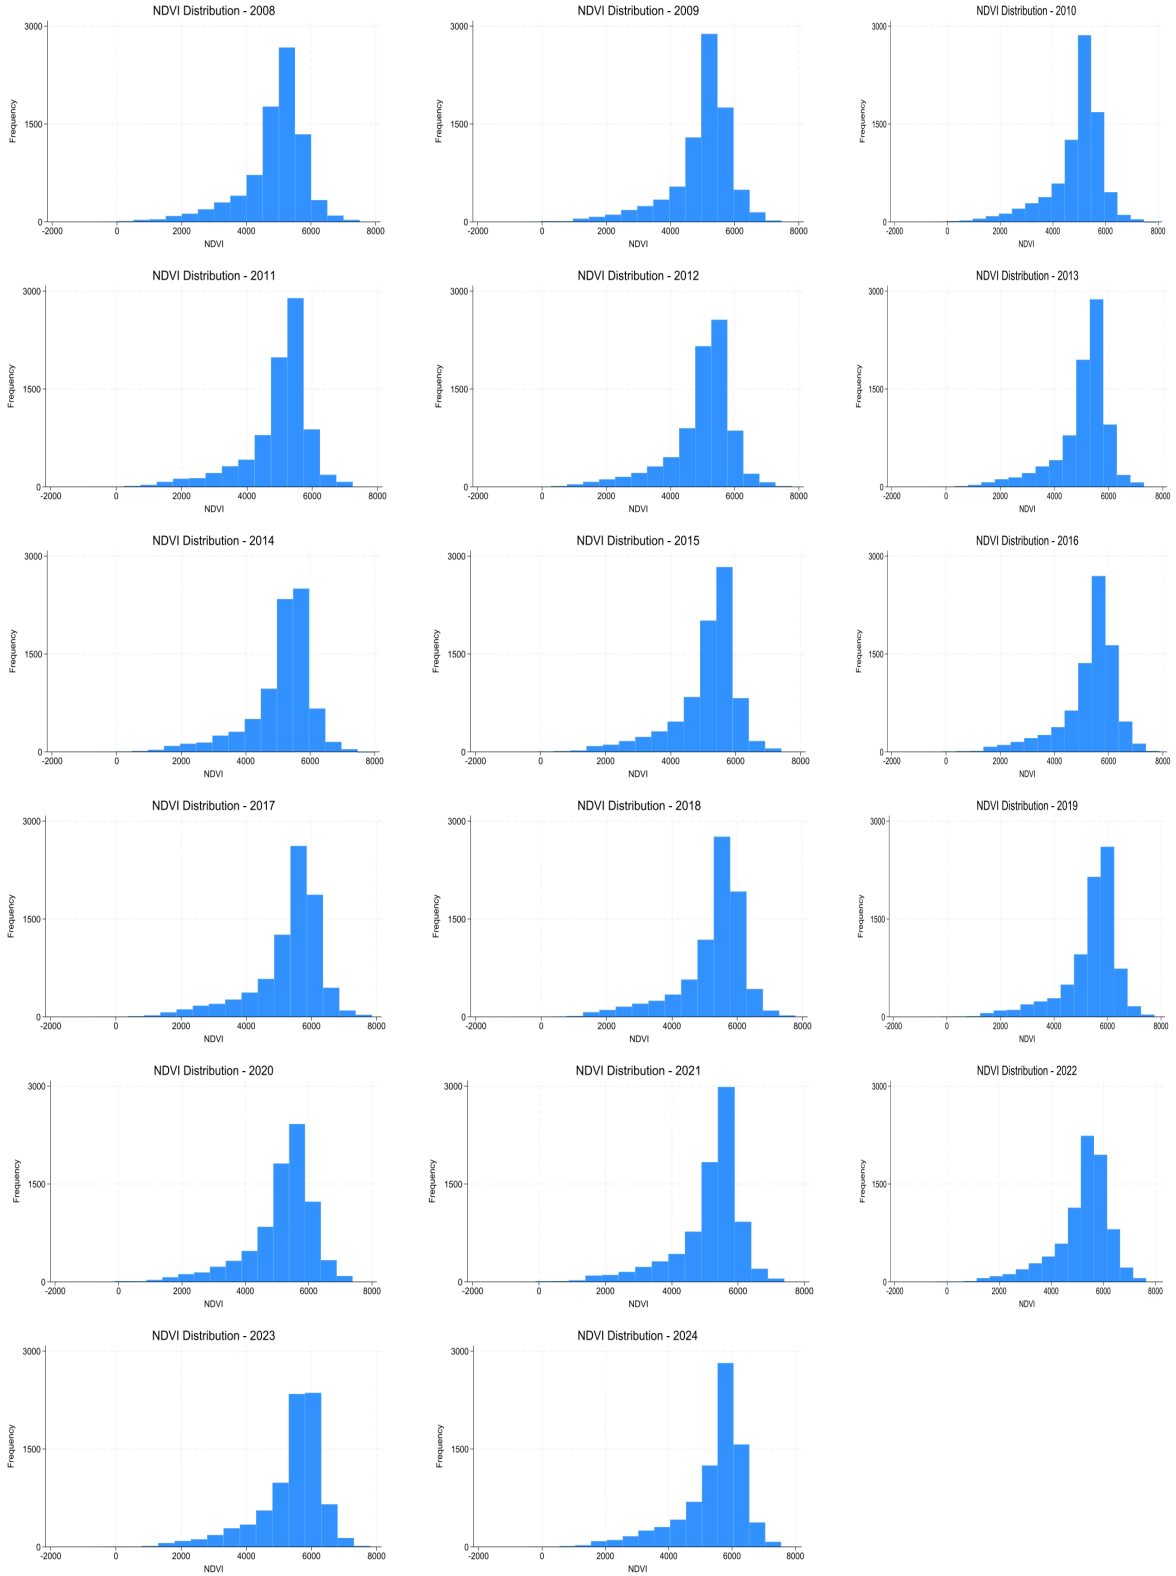 NDVI Distribution - 2008
3000
1500
0
Frequency
-2000 0 2000 4000 6000 8000
NDVI
NDVI Distribution - 2009
3000
1500
0
Frequency
-2000 0 2000 4000 6000 8000
NDVI
NDVI Distribution - 2010
3000
1500
0
Frequency
-2000 0 2000 4000 6000 8000
NDVI
NDVI Distribution - 2011
3000
1500
0
Frequency
-2000 0 2000 4000 6000 8000
NDVI
NDVI Distribution - 2012
3000
1500
0
Frequency
-2000 0 2000 4000 6000 8000
NDVI
NDVI Distribution - 2013
3000
1500
0
Frequency
-2000 0 2000 4000 6000 8000
NDVI
NDVI Distribution - 2014
3000
1500
0
Frequency
-2000 0 2000 4000 6000 8000
NDVI
NDVI Distribution - 2015
3000
1500
0
Frequency
-2000 0 2000 4000 6000 8000
NDVI
NDVI Distribution - 2016
3000
1500
0
Frequency
-2000 0 2000 4000 6000 8000
NDVI
NDVI Distribution - 2017
3000
1500
0
Frequency
-2000 0 2000 4000 6000 8000
NDVI
NDVI Distribution - 2018
3000
1500
0
Frequency
-2000 0 2000 4000 6000 8000
NDVI
NDVI Distribution - 2019
3000
1500
0
Frequency
-2000 0 2000 4000 6000 8000
NDVI
NDVI Distribution - 2020
3000
1500
0
Frequency
-2000 0 2000 4000 6000 8000
NDVI
NDVI Distribution - 2021
3000
1500
0
Frequency
-2000 0 2000 4000 6000 8000
NDVI
NDVI Distribution - 2022
3000
1500
0
Frequency
-2000 0 2000 4000 6000 8000
NDVI
NDVI Distribution - 2023
3000
1500
0
Frequency
-2000 0 2000 4000 6000 8000
NDVI
NDVI Distribution - 2024
3000
1500
0
Frequency
-2000 0 2000 4000 6000 8000
NDVI